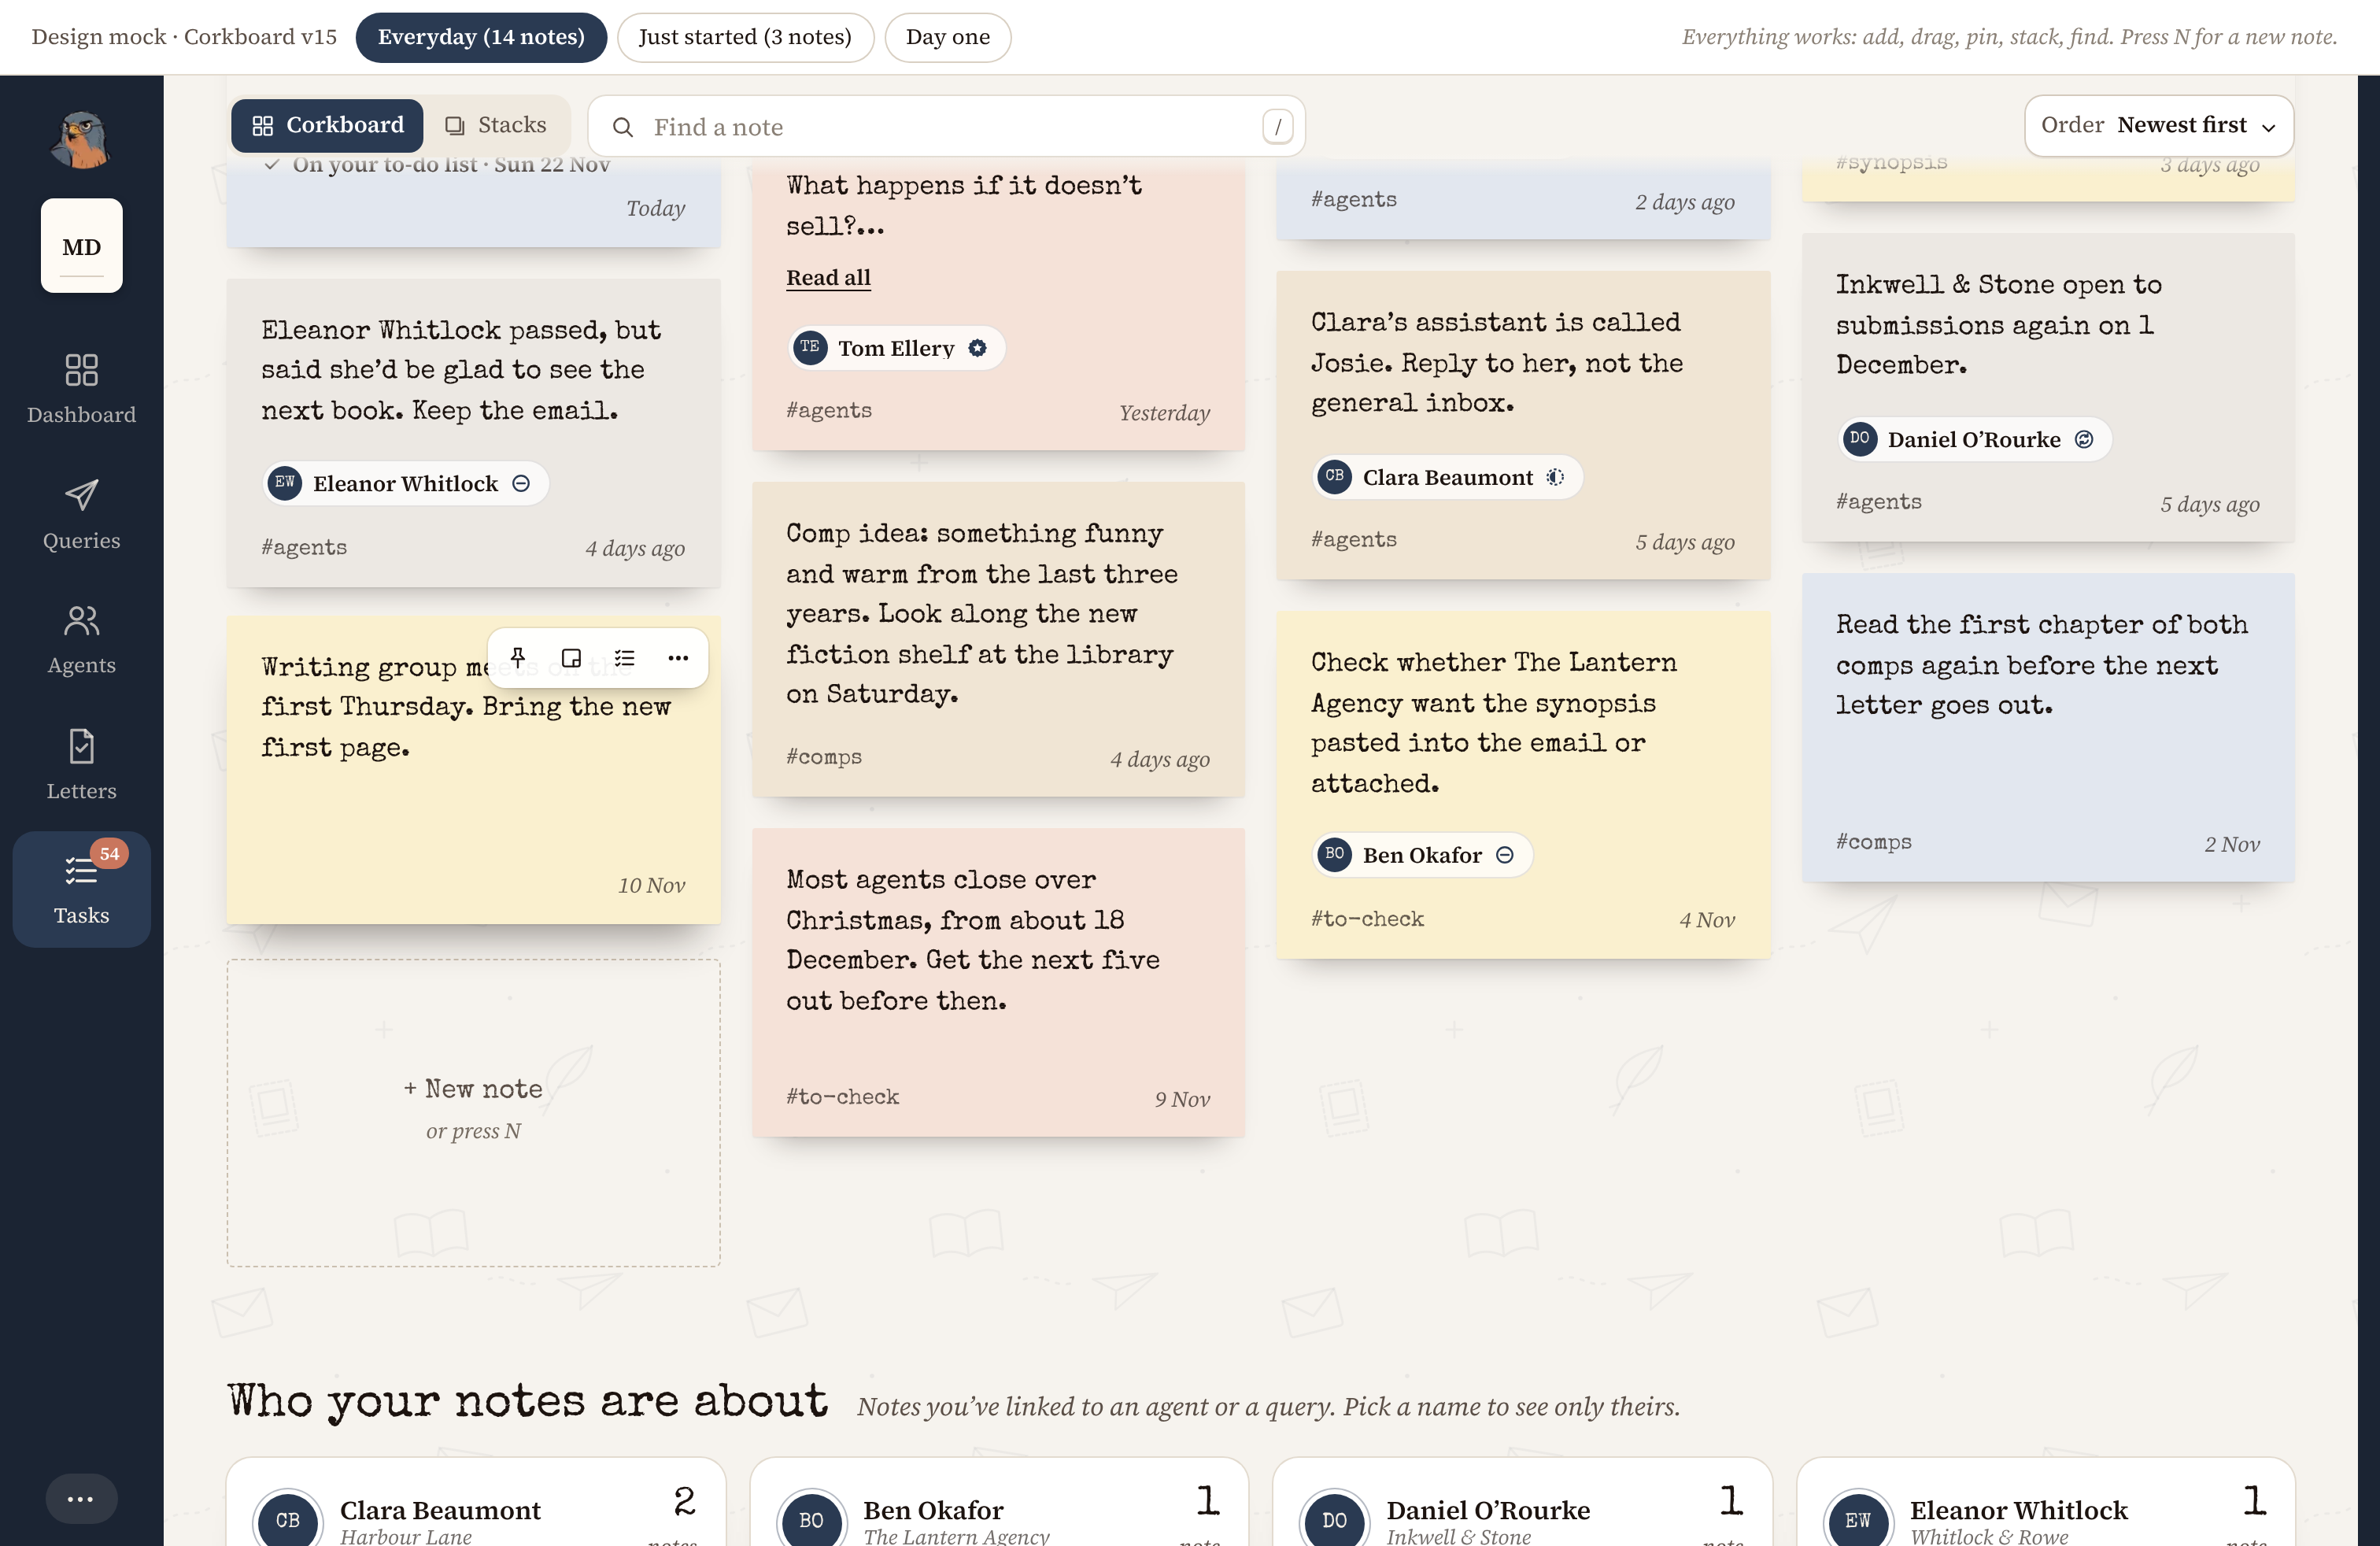 Design mock · Corkboard v15
Everyday (14 notes)
Just started (3 notes)
Day one
Everything works: add, drag, pin, stack, find. Press N for a new note.
MD
Dashboard
Queries
Agents
Letters
54
Tasks
Corkboard
Stacks
Find a note
/
Order Newest first
On your to-do list · Sun 22 Nov
Today
Eleanor Whitlock passed, but
said she’d be glad to see the
next book. Keep the email.
EW Eleanor Whitlock
#agents 4 days ago
Writing group meets on the
first Thursday. Bring the new
first page.
10 Nov
+ New note
or press N
What happens if it doesn’t
sell?…
Read all
TE Tom Ellery
#agents Yesterday
Comp idea: something funny
and warm from the last three
years. Look along the new
fiction shelf at the library
on Saturday.
#comps 4 days ago
Most agents close over
Christmas, from about 18
December. Get the next five
out before then.
#to-check 9 Nov
#agents 2 days ago
Clara’s assistant is called
Josie. Reply to her, not the
general inbox.
CB Clara Beaumont
#agents 5 days ago
Check whether The Lantern
Agency want the synopsis
pasted into the email or
attached.
BO Ben Okafor
#to-check 4 Nov
#synopsis 3 days ago
Inkwell & Stone open to
submissions again on 1
December.
DO Daniel O’Rourke
#agents 5 days ago
Read the first chapter of both
comps again before the next
letter goes out.
#comps 2 Nov
Who your notes are about
Notes you’ve linked to an agent or a query. Pick a name to see only theirs.
CB Clara Beaumont 2
Harbour Lane notes
BO Ben Okafor 1
The Lantern Agency note
DO Daniel O’Rourke 1
Inkwell & Stone note
EW Eleanor Whitlock 1
Whitlock & Rowe note